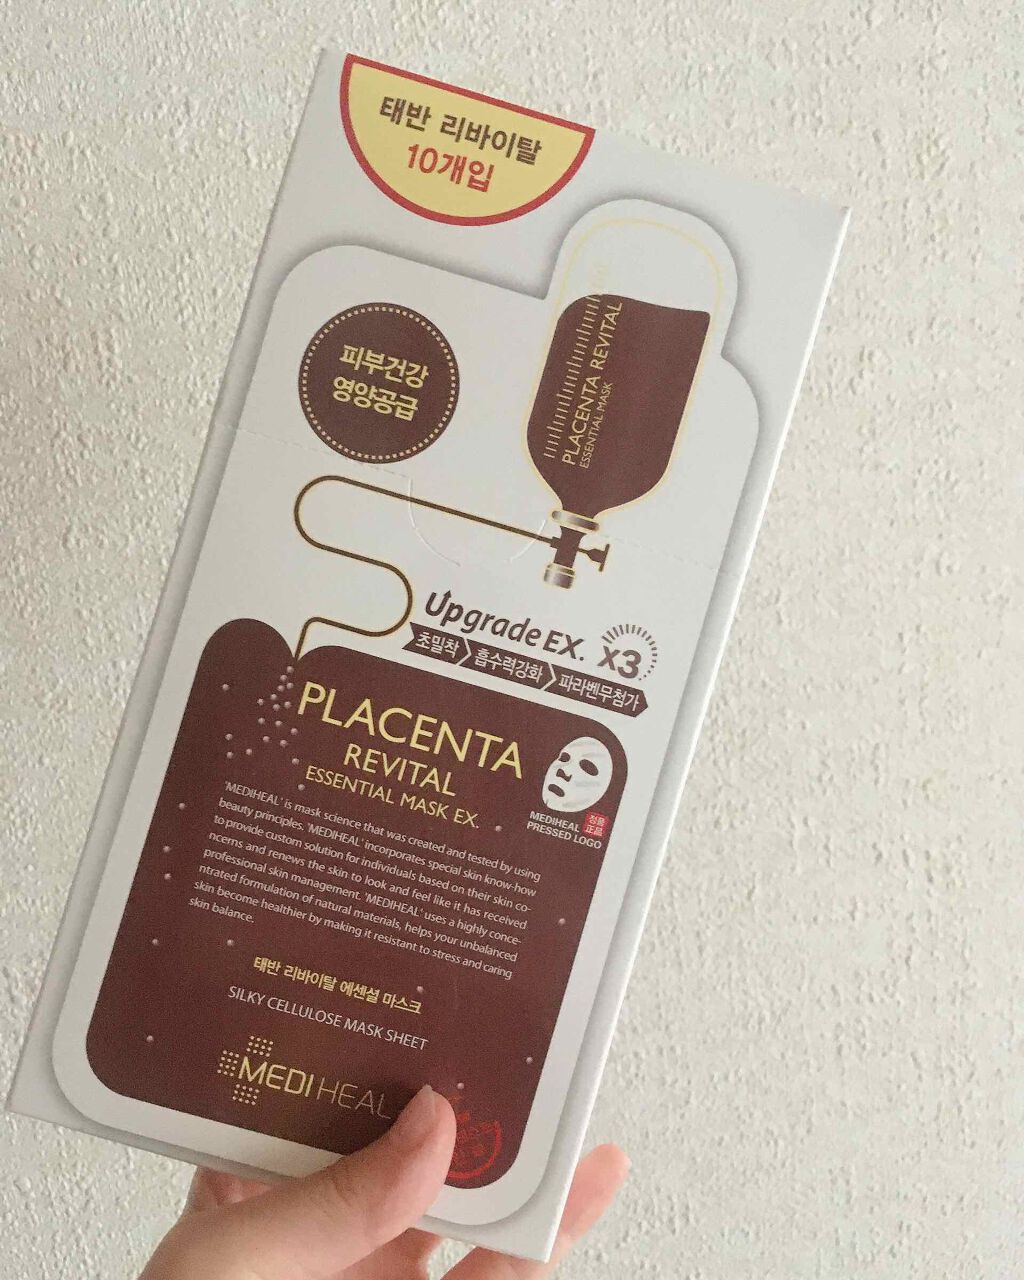 태반 리바이탈
10개입
피부건강
영양공급
PLACENTA REVITAL
ESSENTIAL MASK
Upgrade EX. x3
초밀착 흡수력강화 파라벤무첨가
PLACENTA
REVITAL
ESSENTIAL MASK EX.
MEDIHEAL 정품
PRESSED LOGO 正品
'MEDIHEAL' is mask science that was created and tested by using
beauty principles. 'MEDIHEAL' incorporates special skin know-how
to provide custom solution for individuals based on their skin co-
ncerns and renews the skin to look and feel like it has received
professional skin management. 'MEDIHEAL' uses a highly conce-
ntrated formulation of natural materials, helps your unbalanced
skin become healthier by making it resistant to stress and caring
skin balance.
태반 리바이탈 에센셜 마스크
SILKY CELLULOSE MASK SHEET
MEDIHEAL